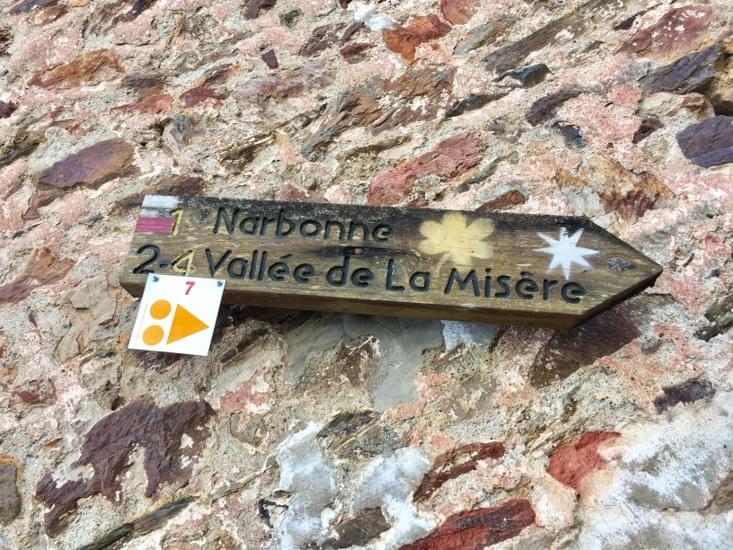 1 Narbonne
2-4 Vallée de La Misère
7